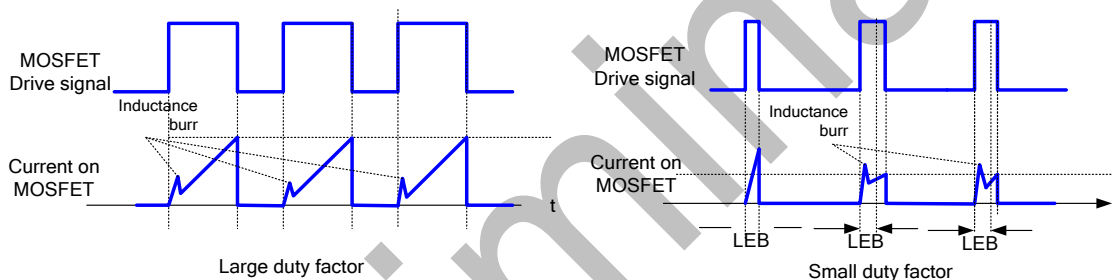 MOSFET
Drive signal
Inductance
burr
Current on
MOSFET
t
Large duty factor
MOSFET
Drive signal
Inductance
burr
Current on
MOSFET
LEB
LEB
LEB
Small duty factor